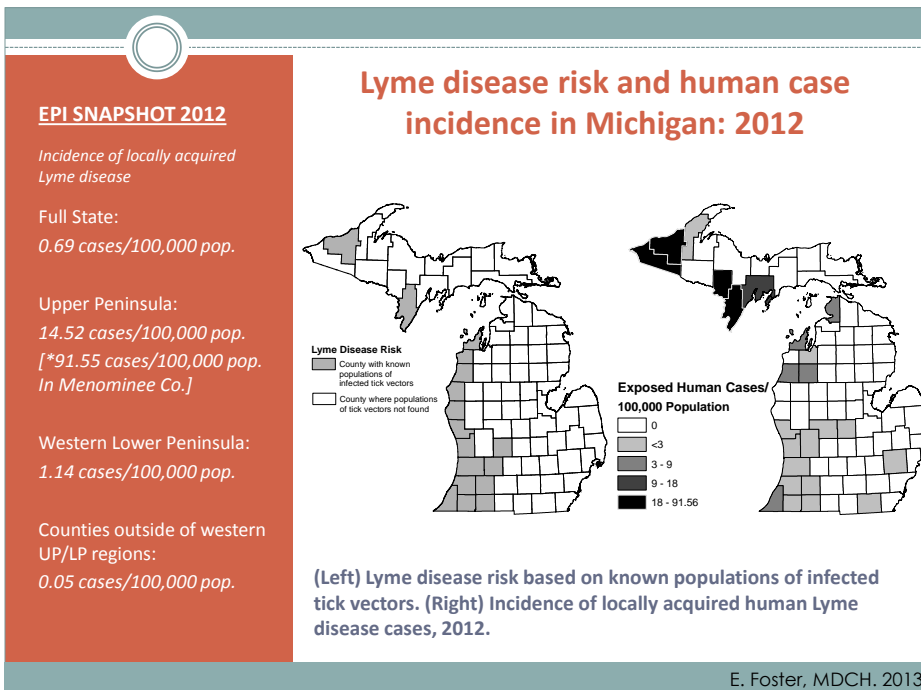 EPI SNAPSHOT 2012
Incidence of locally acquired
Lyme disease
Full State:
0.69 cases/100,000 pop.
Upper Peninsula:
14.52 cases/100,000 pop.
[*91.55 cases/100,000 pop.
In Menominee Co.]
Western Lower Peninsula:
1.14 cases/100,000 pop.
Counties outside of western
UP/LP regions:
0.05 cases/100,000 pop.
Lyme disease risk and human case
incidence in Michigan: 2012
Lyme Disease Risk
County with known
populations of
infected tick vectors
County where populations
of tick vectors not found
Exposed Human Cases/
100,000 Population
0
<3
3 - 9
9 - 18
18 - 91.56
(Left) Lyme disease risk based on known populations of infected
tick vectors. (Right) Incidence of locally acquired human Lyme
disease cases, 2012.
E. Foster, MDCH. 2013